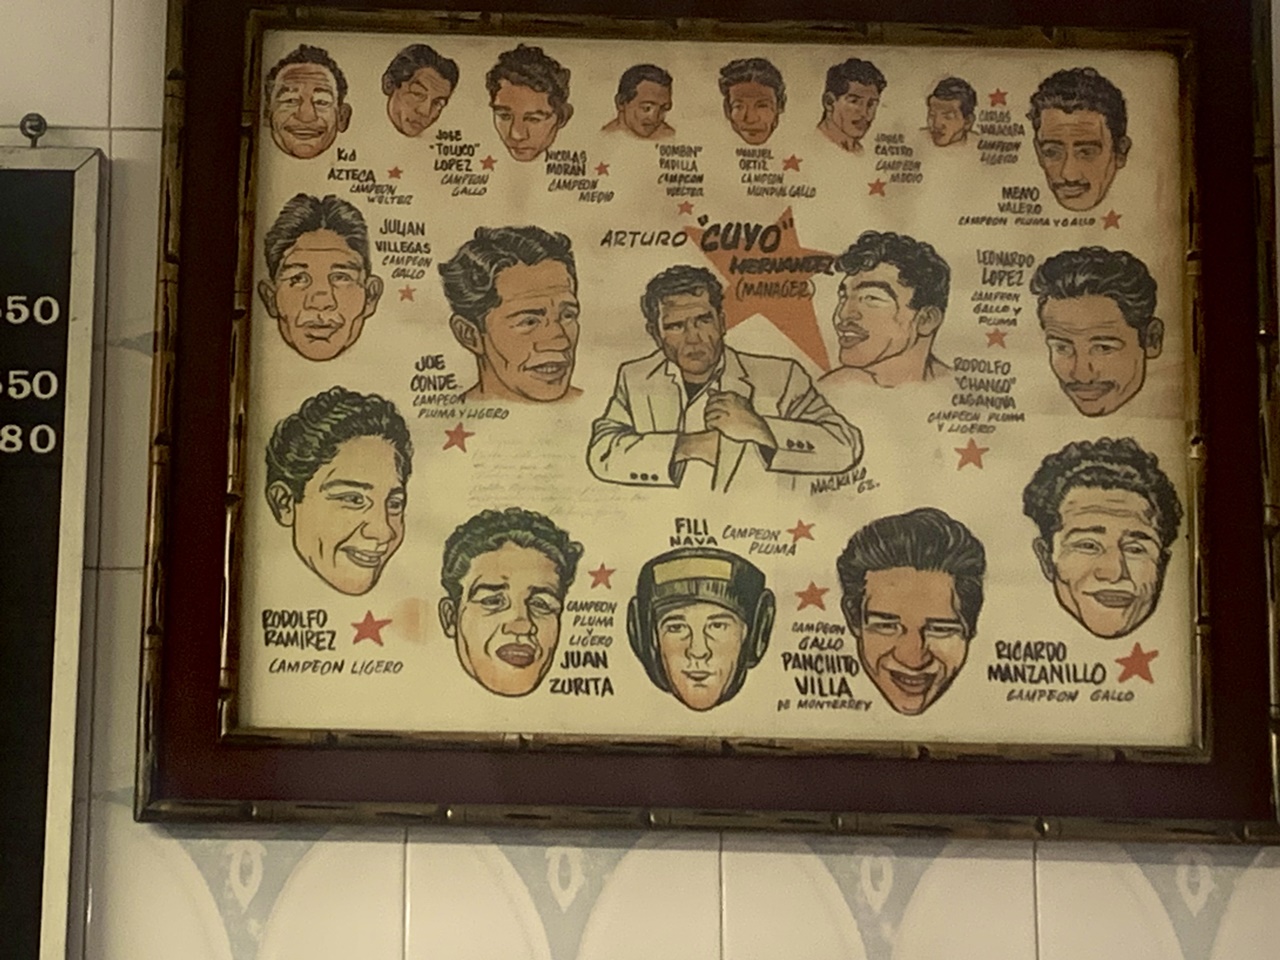 Kid
AZTECA
CAMPEON
WELTER
JOSE
"TOLUCO"
LOPEZ
CAMPEON
GALLO
NICOLAS
MORAN
CAMPEON
MEDIO
"BOMBIN"
PADILLA
CAMPEON
WELTER
MANUEL
ORTIZ
CAMPEON
MUNDIAL GALLO
JORGE
CASTRO
CAMPEON
MEDIO
CARLOS
"MALACARA"
CAMPEON
LIGERO
MEMO
VALERO
CAMPEON PLUMA Y GALLO
JULIAN
VILLEGAS
CAMPEON
GALLO
ARTURO "CUYO"
HERNANDEZ
(MANAGER)
LEONARDO
LOPEZ
CAMPEON
GALLO Y
PLUMA
50
50
80
JOE
CONDE
CAMPEON
PLUMA Y LIGERO
RODOLFO
"CHANGO"
CASANOVA
CAMPEON PLUMA
Y LIGERO
63.
FILI
NAVA
CAMPEON
PLUMA
RODOLFO
RAMIREZ
CAMPEON LIGERO
CAMPEON
PLUMA
Y
LIGERO
JUAN
ZURITA
CAMPEON
GALLO
PANCHITO
VILLA
DE MONTERREY
RICARDO
MANZANILLO
CAMPEON GALLO